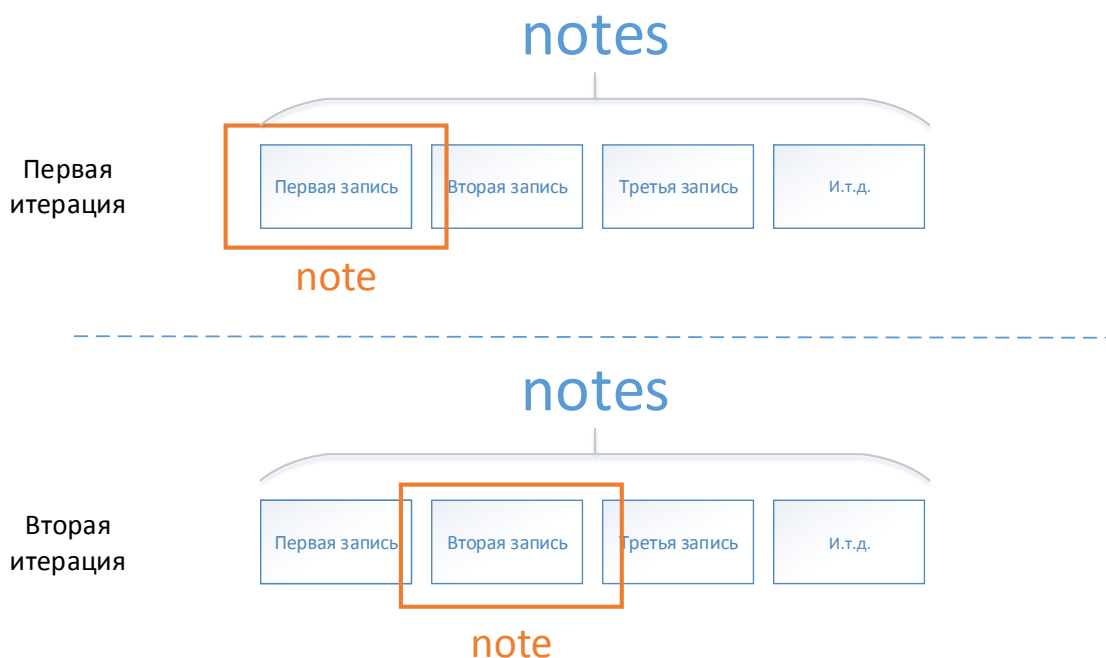 notes
Первая
итерация
Первая запись
Вторая запись
Третья запись
И.т.д.
note
notes
Вторая
итерация
Первая запись
Вторая запись
Третья запись
И.т.д.
note